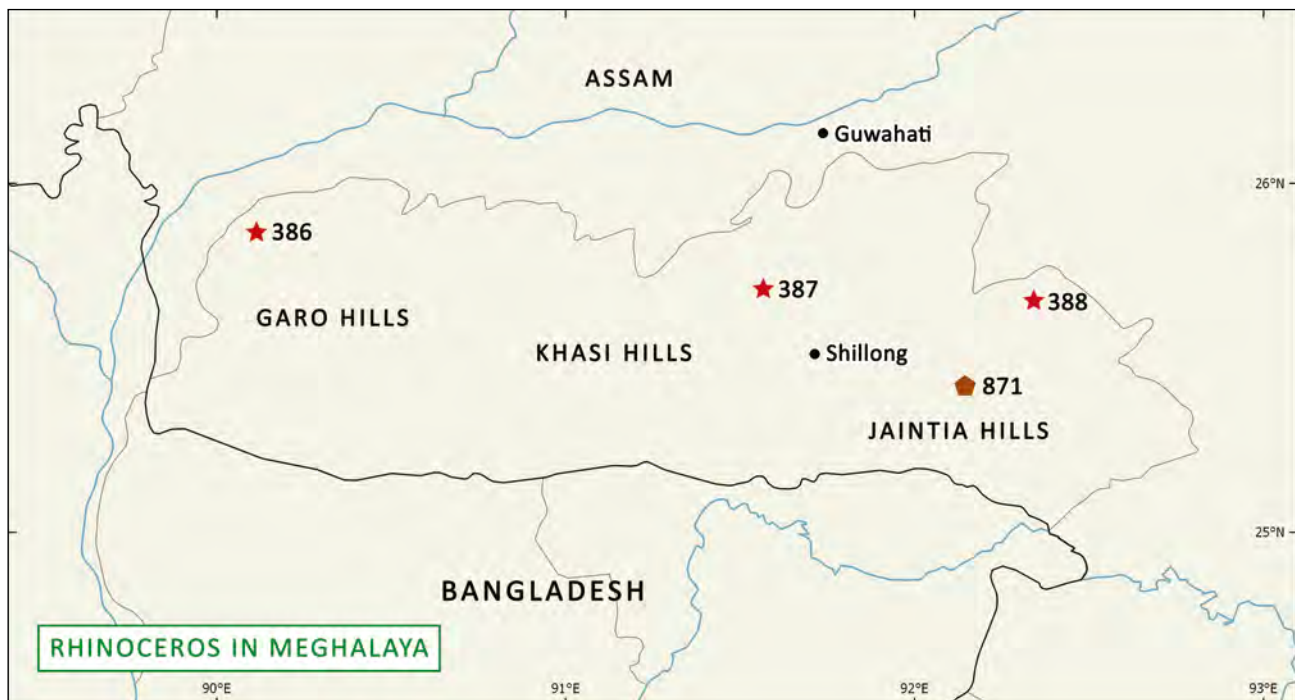 ASSAM
Guwahati
26°N
386
387
388
GARO HILLS
KHASI HILLS
Shillong
871
JAINTIA HILLS
25°N
BANGLADESH
RHINOCEROS IN MEGHALAYA
90°E
91°E
92°E
93°E